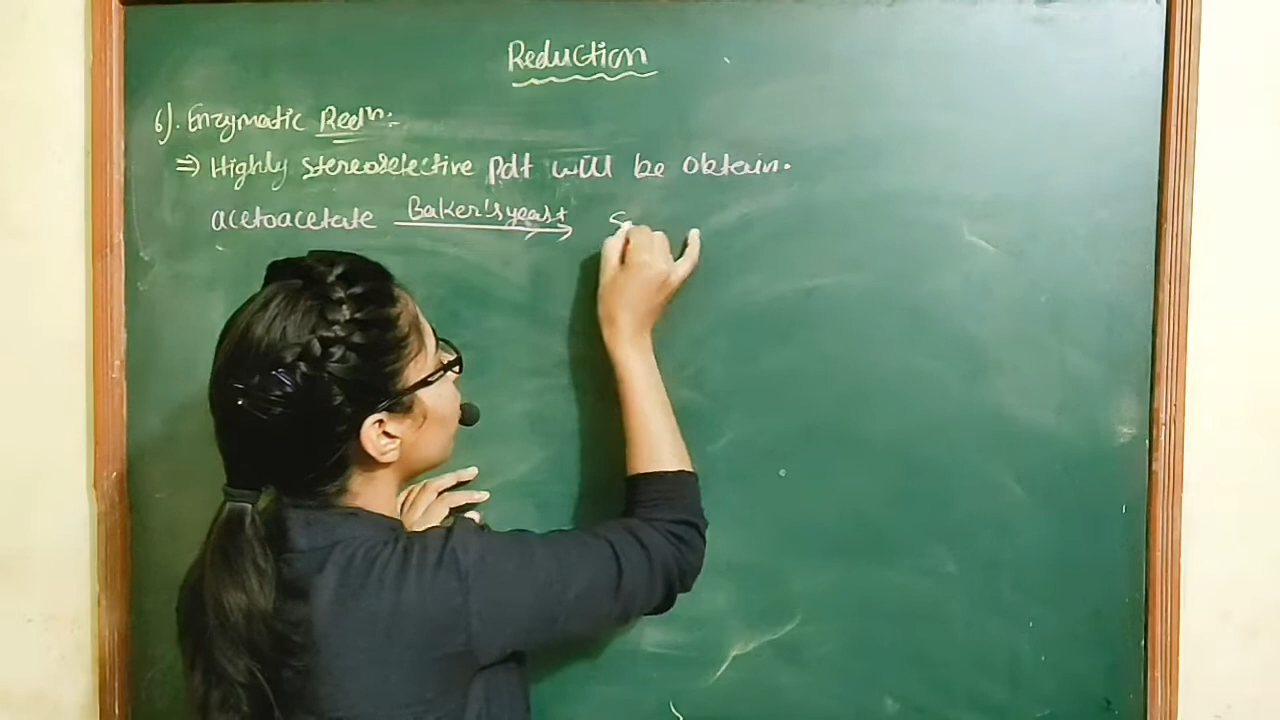 Reduction
6). Enzymatic Redⁿ:-
⇒ Highly stereoselective pdt will be obtain.
acetoacetate Baker's yeast → S